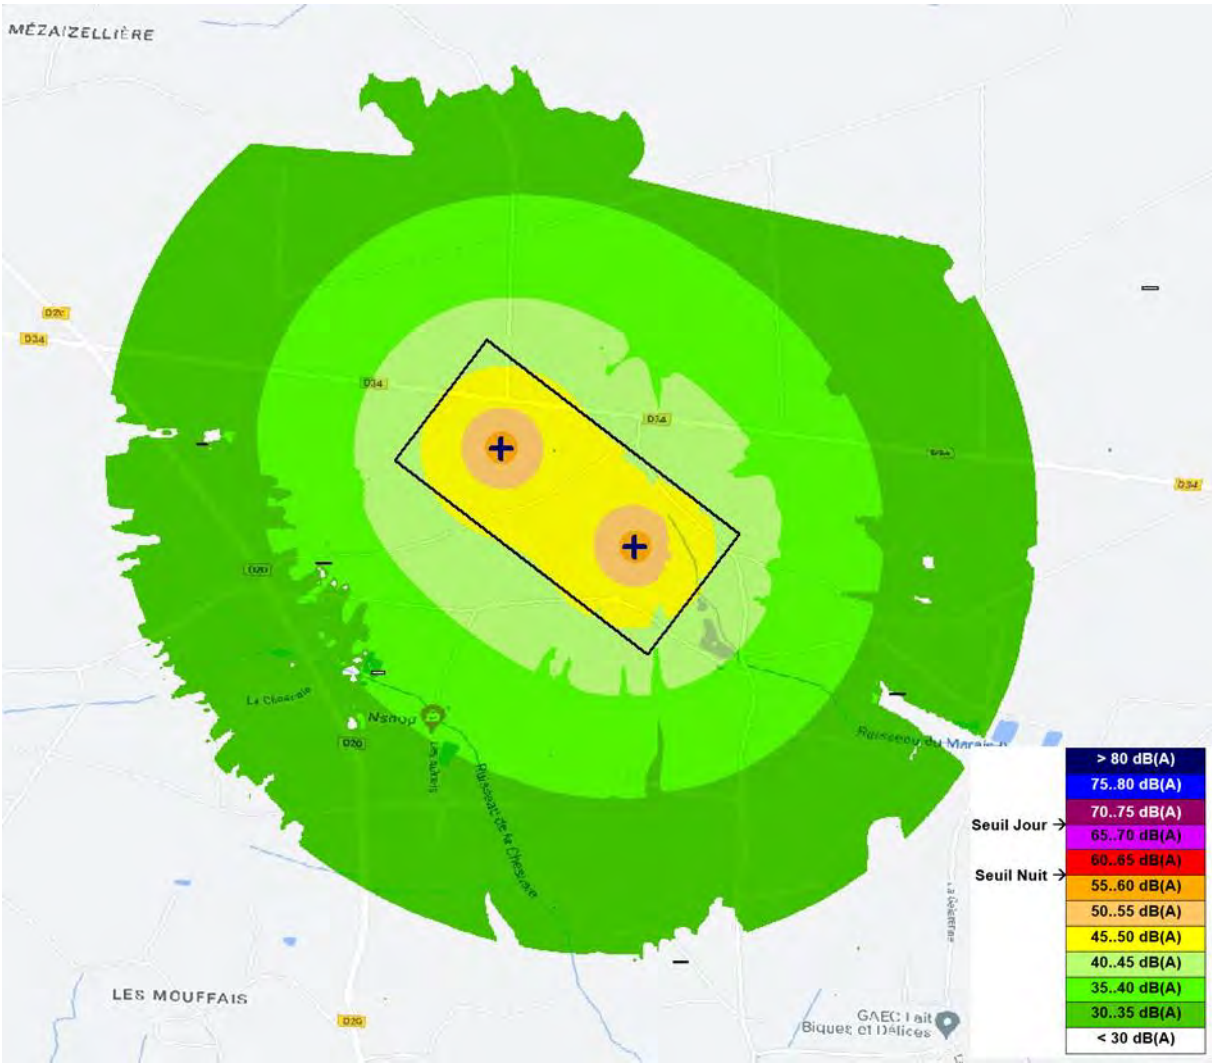 MÉZAIZELLIÈRE
D20
D34
D34
D34
D34
D34
D20
La Chesnaie
Nshop
D20
Les Aubiers
Ruisseau de la Chesnaie
Ruisseau du Marais
> 80 dB(A)
75..80 dB(A)
70..75 dB(A)
Seuil Jour →
65..70 dB(A)
60..65 dB(A)
Seuil Nuit →
55..60 dB(A)
50..55 dB(A)
45..50 dB(A)
40..45 dB(A)
35..40 dB(A)
30..35 dB(A)
< 30 dB(A)
LES MOUFFAIS
D20
GAEC Lait
Biques et Délices